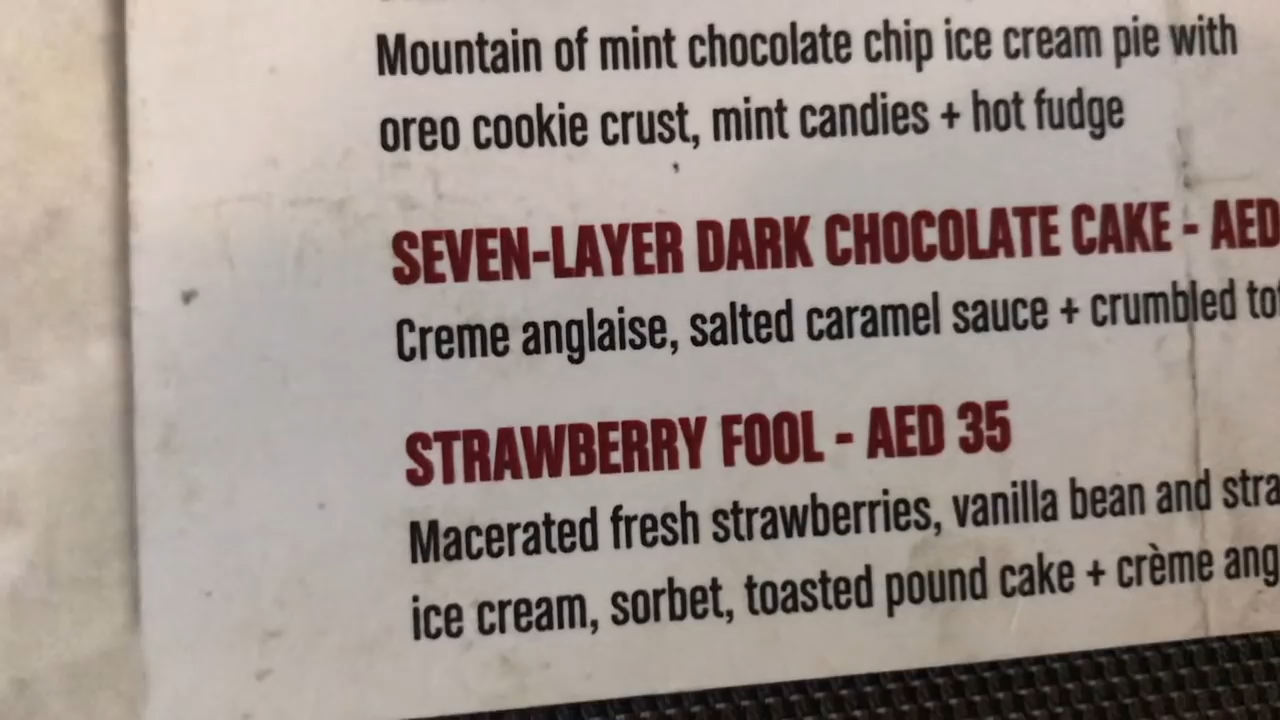 Mountain of mint chocolate chip ice cream pie with
oreo cookie crust, mint candies + hot fudge
SEVEN-LAYER DARK CHOCOLATE CAKE - AED
Creme anglaise, salted caramel sauce + crumbled
STRAWBERRY FOOL - AED 35
Macerated fresh strawberries, vanilla bean and
ice cream, sorbet, toasted pound cake + crème